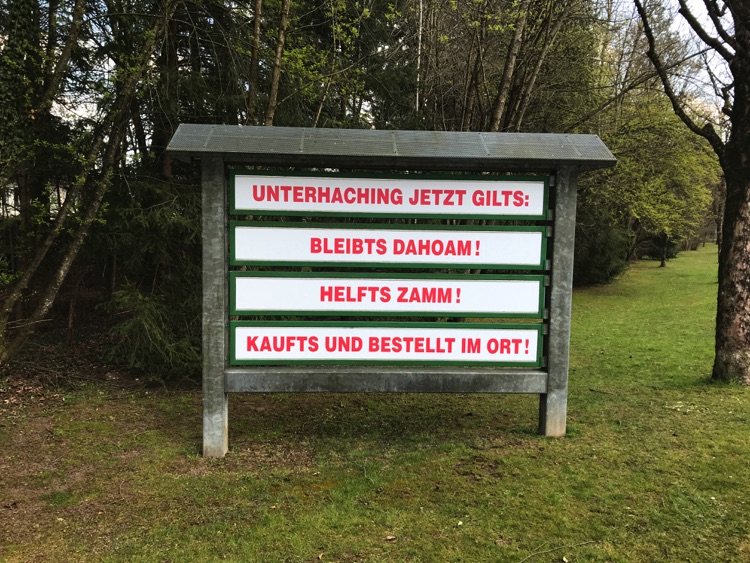 UNTERHACHING JETZT GILTS:
BLEIBTS DAHOAM!
HELFTS ZAMM!
KAUFTS UND BESTELLT IM ORT!